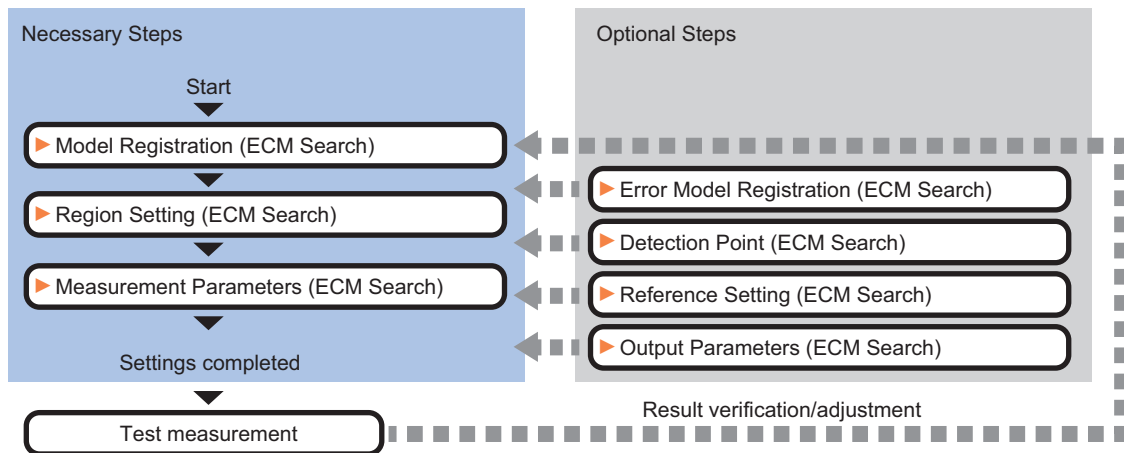 Necessary Steps
Start
Model Registration (ECM Search)
Region Setting (ECM Search)
Measurement Parameters (ECM Search)
Settings completed
Test measurement
Optional Steps
Error Model Registration (ECM Search)
Detection Point (ECM Search)
Reference Setting (ECM Search)
Output Parameters (ECM Search)
Result verification/adjustment